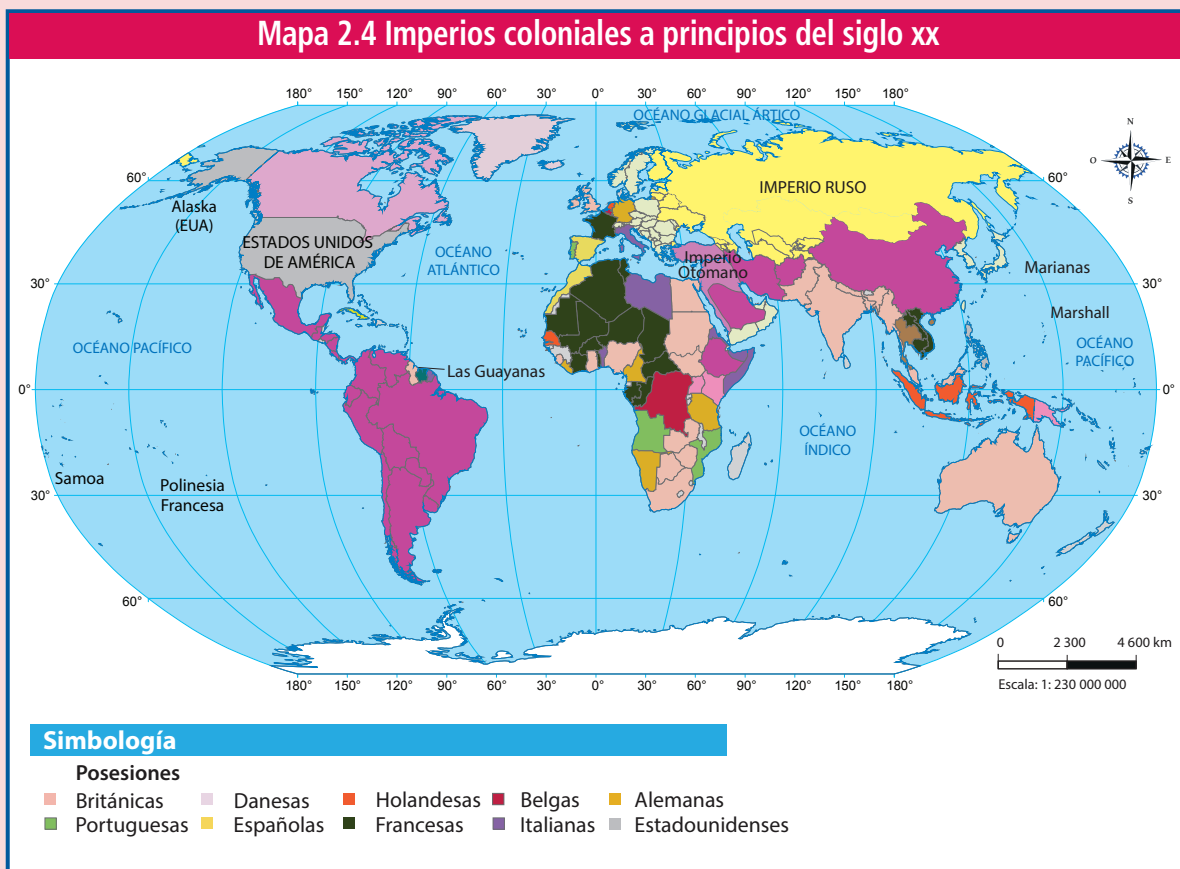 Mapa 2.4 Imperios coloniales a principios del siglo xx
180° 150° 120° 90° 60° 30° 0° 30° 60° 90° 120° 150° 180°
OCÉANO GLACIAL ÁRTICO
N
O E
S
60° 60°
IMPERIO RUSO
Alaska
(EUA)
ESTADOS UNIDOS
DE AMÉRICA
OCÉANO
ATLÁNTICO
Imperio
Otomano
Marianas
30° 30°
Marshall
OCÉANO PACÍFICO
OCÉANO
PACÍFICO
Las Guayanas
0° 0°
OCÉANO
ÍNDICO
Samoa
Polinesia
Francesa
30° 30°
60° 60°
0 2 300 4 600 km
Escala: 1: 230 000 000
180° 150° 120° 90° 60° 30° 0° 30° 60° 90° 120° 150° 180°
Simbología
Posesiones
Británicas Danesas Holandesas Belgas Alemanas
Portuguesas Españolas Francesas Italianas Estadounidenses